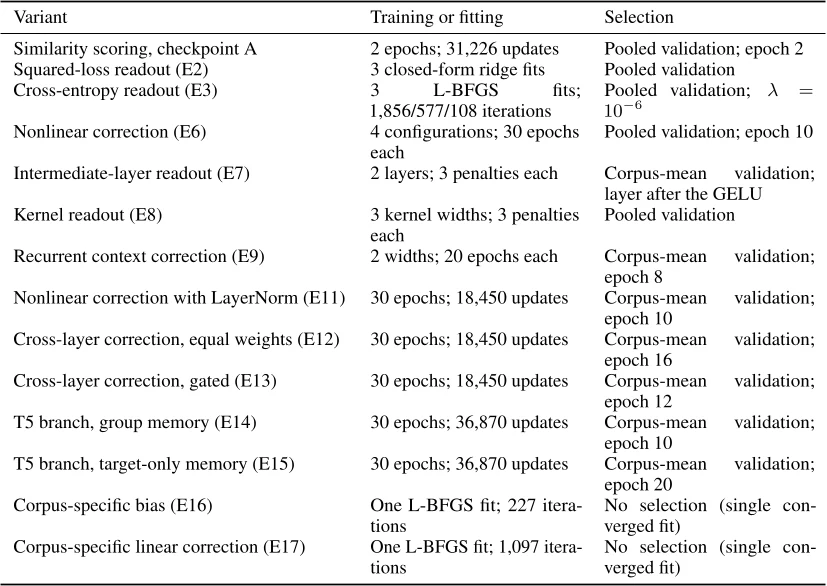 Variant Training or fitting Selection
Similarity scoring, checkpoint A 2 epochs; 31,226 updates Pooled validation; epoch 2
Squared-loss readout (E2) 3 closed-form ridge fits Pooled validation
Cross-entropy readout (E3) 3 L-BFGS fits; Pooled validation; λ =
1,856/577/108 iterations 10⁻⁶
Nonlinear correction (E6) 4 configurations; 30 epochs Pooled validation; epoch 10
each
Intermediate-layer readout (E7) 2 layers; 3 penalties each Corpus-mean validation;
layer after the GELU
Kernel readout (E8) 3 kernel widths; 3 penalties Pooled validation
each
Recurrent context correction (E9) 2 widths; 20 epochs each Corpus-mean validation;
epoch 8
Nonlinear correction with LayerNorm (E11) 30 epochs; 18,450 updates Corpus-mean validation;
epoch 10
Cross-layer correction, equal weights (E12) 30 epochs; 18,450 updates Corpus-mean validation;
epoch 16
Cross-layer correction, gated (E13) 30 epochs; 18,450 updates Corpus-mean validation;
epoch 12
T5 branch, group memory (E14) 30 epochs; 36,870 updates Corpus-mean validation;
epoch 10
T5 branch, target-only memory (E15) 30 epochs; 36,870 updates Corpus-mean validation;
epoch 20
Corpus-specific bias (E16) One L-BFGS fit; 227 itera- No selection (single con-
tions verged fit)
Corpus-specific linear correction (E17) One L-BFGS fit; 1,097 itera- No selection (single con-
tions verged fit)